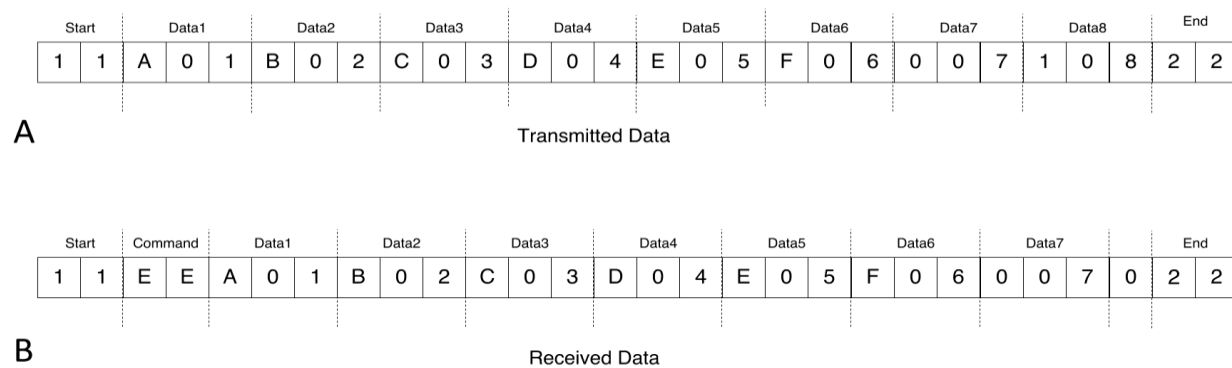 Start Data1 Data2 Data3 Data4 Data5 Data6 Data7 Data8 End
1 1 A 0 1 B 0 2 C 0 3 D 0 4 E 0 5 F 0 6 0 0 7 1 0 8 2 2
A
Transmitted Data
Start Command Data1 Data2 Data3 Data4 Data5 Data6 Data7 End
1 1 E E A 0 1 B 0 2 C 0 3 D 0 4 E 0 5 F 0 6 0 0 7 0 2 2
B
Received Data